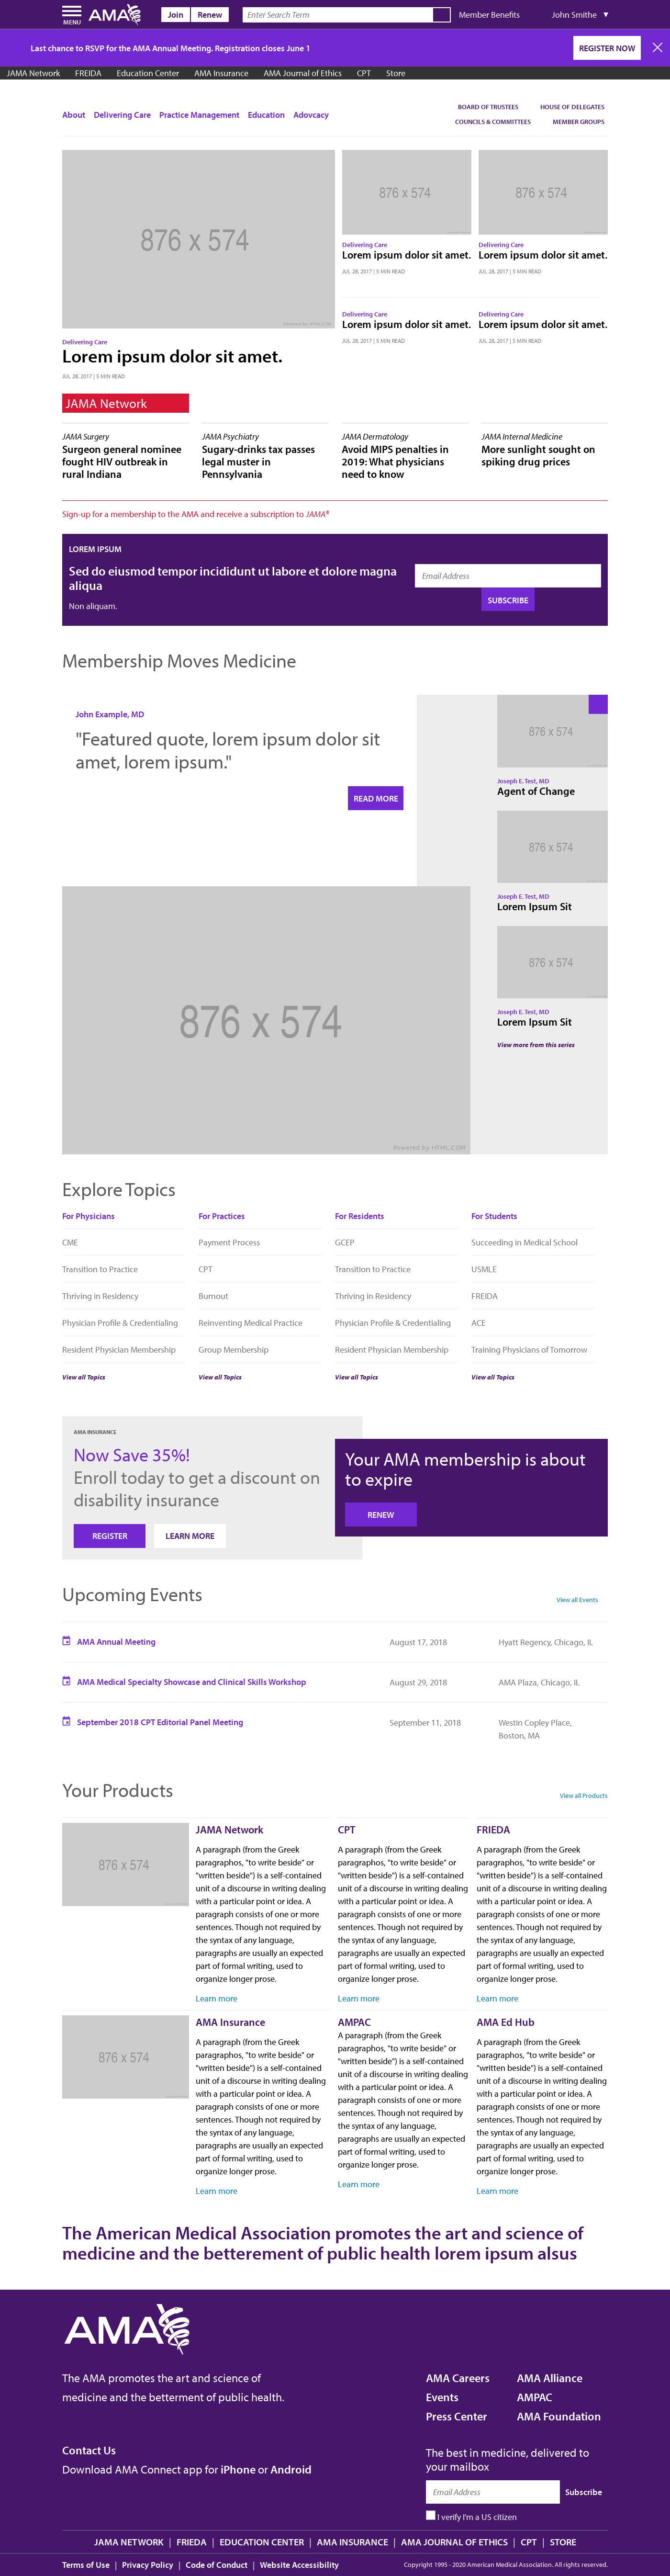 MENU
AMA
Join
Renew
Enter Search Term
Member Benefits
John Smithe ▼
Last chance to RSVP for the AMA Annual Meeting. Registration closes June 1
REGISTER NOW
JAMA Network FREIDA Education Center AMA Insurance AMA Journal of Ethics CPT Store
About Delivering Care Practice Management Education Adovcacy
BOARD OF TRUSTEES HOUSE OF DELEGATES
COUNCILS & COMMITTEES MEMBER GROUPS
876 x 574
Powered by HTML.COM
Delivering Care
Lorem ipsum dolor sit amet.
JUL 28, 2017 | 5 MIN READ
876 x 574
Delivering Care
Lorem ipsum dolor sit amet.
JUL 28, 2017 | 5 MIN READ
876 x 574
Delivering Care
Lorem ipsum dolor sit amet.
JUL 28, 2017 | 5 MIN READ
Delivering Care
Lorem ipsum dolor sit amet.
JUL 28, 2017 | 5 MIN READ
Delivering Care
Lorem ipsum dolor sit amet.
JUL 28, 2017 | 5 MIN READ
JAMA Network
JAMA Surgery
Surgeon general nominee
fought HIV outbreak in
rural Indiana
JAMA Psychiatry
Sugary-drinks tax passes
legal muster in
Pennsylvania
JAMA Dermatology
Avoid MIPS penalties in
2019: What physicians
need to know
JAMA Internal Medicine
More sunlight sought on
spiking drug prices
Sign-up for a membership to the AMA and receive a subscription to JAMA®
LOREM IPSUM
Sed do eiusmod tempor incididunt ut labore et dolore magna
aliqua
Non aliquam.
Email Address
SUBSCRIBE
Membership Moves Medicine
John Example, MD
"Featured quote, lorem ipsum dolor sit
amet, lorem ipsum."
READ MORE
876 x 574
Powered by HTML.COM
876 x 574
Joseph E. Test, MD
Agent of Change
876 x 574
Joseph E. Test, MD
Lorem Ipsum Sit
876 x 574
Joseph E. Test, MD
Lorem Ipsum Sit
View more from this series
Explore Topics
For Physicians
CME
Transition to Practice
Thriving in Residency
Physician Profile & Credentialing
Resident Physician Membership
View all Topics
For Practices
Payment Process
CPT
Burnout
Reinventing Medical Practice
Group Membership
View all Topics
For Residents
GCEP
Transition to Practice
Thriving in Residency
Physician Profile & Credentialing
Resident Physician Membership
View all Topics
For Students
Succeeding in Medical School
USMLE
FREIDA
ACE
Training Physicians of Tomorrow
View all Topics
AMA INSURANCE
Now Save 35%!
Enroll today to get a discount on
disability insurance
REGISTER
LEARN MORE
Your AMA membership is about
to expire
RENEW
Upcoming Events
View all Events
AMA Annual Meeting August 17, 2018 Hyatt Regency, Chicago, IL
AMA Medical Specialty Showcase and Clinical Skills Workshop August 29, 2018 AMA Plaza, Chicago, IL
September 2018 CPT Editorial Panel Meeting September 11, 2018 Westin Copley Place,
Boston, MA
Your Products
View all Products
876 x 574
JAMA Network
A paragraph (from the Greek
paragraphos, "to write beside" or
"written beside") is a self-contained
unit of a discourse in writing dealing
with a particular point or idea. A
paragraph consists of one or more
sentences. Though not required by
the syntax of any language,
paragraphs are usually an expected
part of formal writing, used to
organize longer prose.
Learn more
CPT
A paragraph (from the Greek
paragraphos, "to write beside" or
"written beside") is a self-contained
unit of a discourse in writing dealing
with a particular point or idea. A
paragraph consists of one or more
sentences. Though not required by
the syntax of any language,
paragraphs are usually an expected
part of formal writing, used to
organize longer prose.
Learn more
FRIEDA
A paragraph (from the Greek
paragraphos, "to write beside" or
"written beside") is a self-contained
unit of a discourse in writing dealing
with a particular point or idea. A
paragraph consists of one or more
sentences. Though not required by
the syntax of any language,
paragraphs are usually an expected
part of formal writing, used to
organize longer prose.
Learn more
876 x 574
AMA Insurance
A paragraph (from the Greek
paragraphos, "to write beside" or
"written beside") is a self-contained
unit of a discourse in writing dealing
with a particular point or idea. A
paragraph consists of one or more
sentences. Though not required by
the syntax of any language,
paragraphs are usually an expected
part of formal writing, used to
organize longer prose.
Learn more
AMPAC
A paragraph (from the Greek
paragraphos, "to write beside" or
"written beside") is a self-contained
unit of a discourse in writing dealing
with a particular point or idea. A
paragraph consists of one or more
sentences. Though not required by
the syntax of any language,
paragraphs are usually an expected
part of formal writing, used to
organize longer prose.
Learn more
AMA Ed Hub
A paragraph (from the Greek
paragraphos, "to write beside" or
"written beside") is a self-contained
unit of a discourse in writing dealing
with a particular point or idea. A
paragraph consists of one or more
sentences. Though not required by
the syntax of any language,
paragraphs are usually an expected
part of formal writing, used to
organize longer prose.
Learn more
The American Medical Association promotes the art and science of
medicine and the betterement of public health lorem ipsum alsus
AMA
The AMA promotes the art and science of
medicine and the betterment of public health.
AMA Careers AMA Alliance
Events AMPAC
Press Center AMA Foundation
Contact Us
Download AMA Connect app for iPhone or Android
The best in medicine, delivered to
your mailbox
Email Address
Subscribe
I verify I'm a US citizen
JAMA NETWORK | FRIEDA | EDUCATION CENTER | AMA INSURANCE | AMA JOURNAL OF ETHICS | CPT | STORE
Terms of Use | Privacy Policy | Code of Conduct | Website Accessibility
Copyright 1995 - 2020 American Medical Association. All rights reserved.